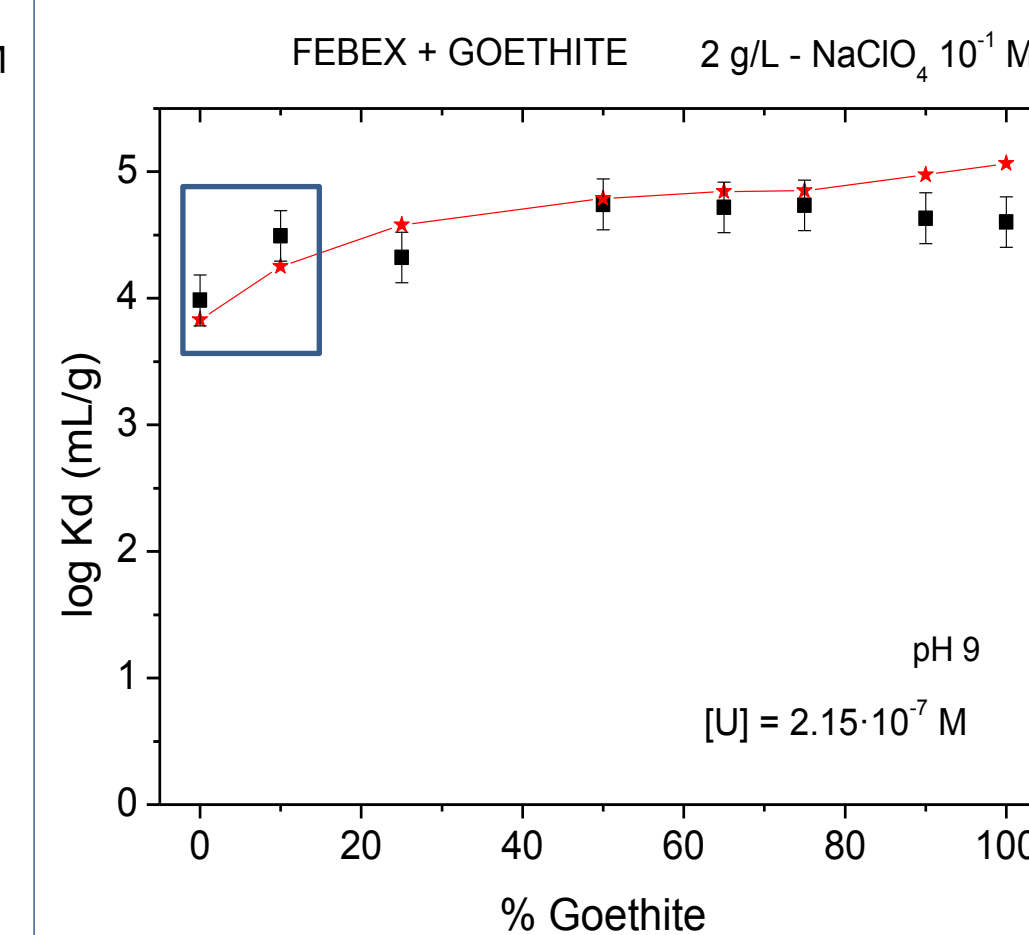 FEBEX + GOETHITE 2 g/L - NaClO₄ 10⁻¹ M
5
4
3
2
1
0
log Kd (mL/g)
pH 9
[U] = 2.15·10⁻⁷ M
0 20 40 60 80 100
% Goethite